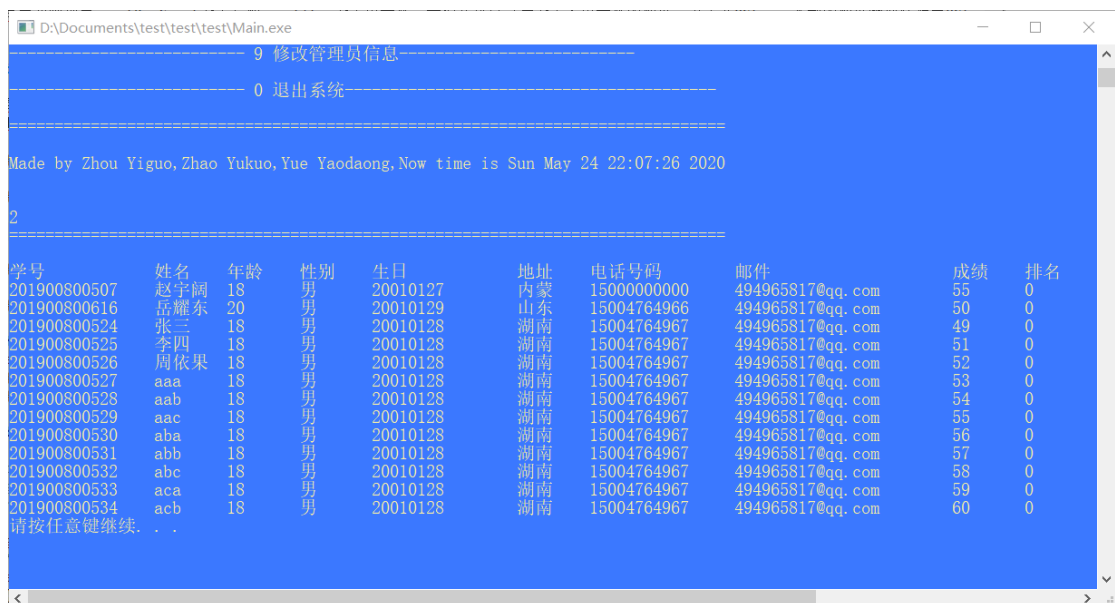 D:\Documents\test\test\test\Main.exe
-------------------------- 9 修改管理员信息--------------------------
-------------------------- 0 退出系统-----------------------------------------
===============================================================================
Made by Zhou Yiguo,Zhao Yukuo,Yue Yaodaong,Now time is Sun May 24 22:07:26 2020
2
===============================================================================
学号 姓名 年龄 性别 生日 地址 电话号码 邮件 成绩 排名
201900800507 赵宇阔 18 男 20010127 内蒙 15000000000 494965817@qq.com 55 0
201900800616 岳耀东 20 男 20010129 山东 15004764966 494965817@qq.com 50 0
201900800524 张三 18 男 20010128 湖南 15004764967 494965817@qq.com 49 0
201900800525 李四 18 男 20010128 湖南 15004764967 494965817@qq.com 51 0
201900800526 周依果 18 男 20010128 湖南 15004764967 494965817@qq.com 52 0
201900800527 aaa 18 男 20010128 湖南 15004764967 494965817@qq.com 53 0
201900800528 aab 18 男 20010128 湖南 15004764967 494965817@qq.com 54 0
201900800529 aac 18 男 20010128 湖南 15004764967 494965817@qq.com 55 0
201900800530 aba 18 男 20010128 湖南 15004764967 494965817@qq.com 56 0
201900800531 abb 18 男 20010128 湖南 15004764967 494965817@qq.com 57 0
201900800532 abc 18 男 20010128 湖南 15004764967 494965817@qq.com 58 0
201900800533 aca 18 男 20010128 湖南 15004764967 494965817@qq.com 59 0
201900800534 acb 18 男 20010128 湖南 15004764967 494965817@qq.com 60 0
请按任意键继续. . .